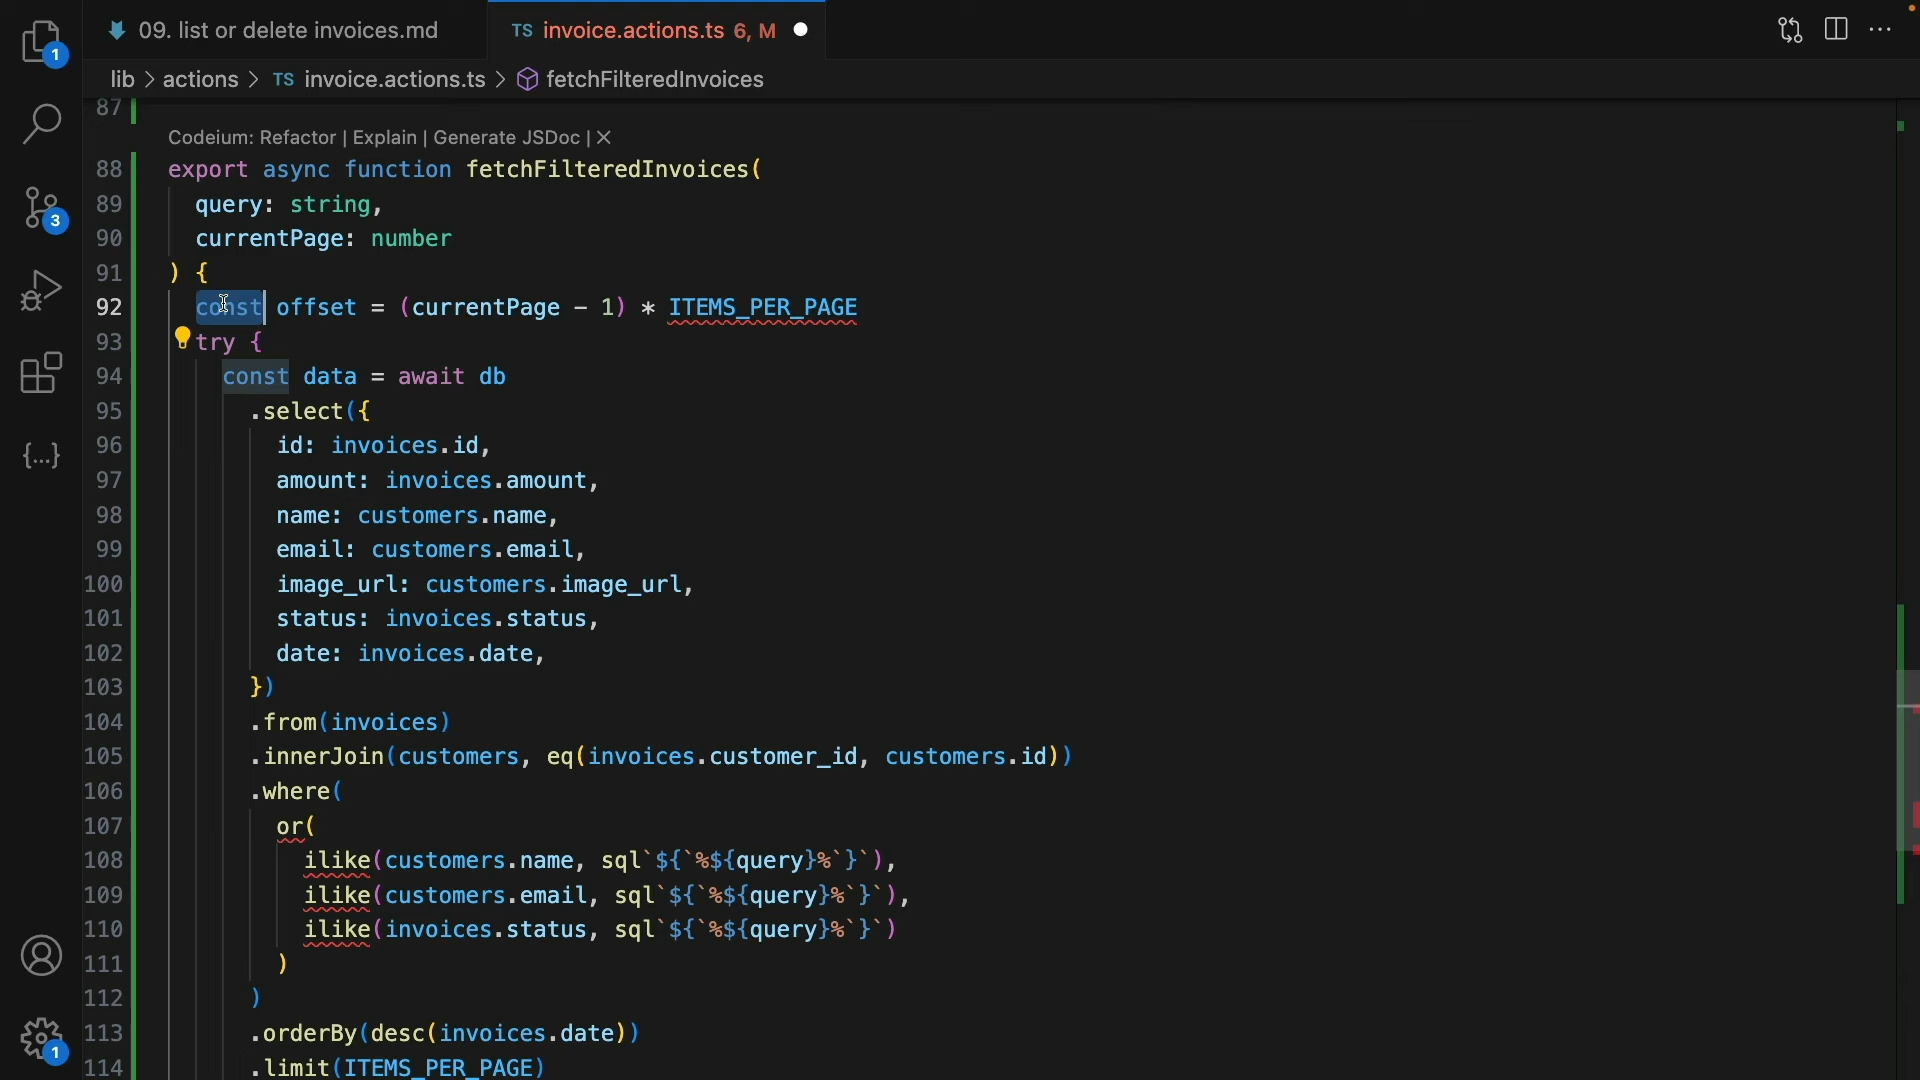 09. list or delete invoices.md
TS invoice.actions.ts 6, M
lib > actions > TS invoice.actions.ts > fetchFilteredInvoices
1
3
1
87
Codeium: Refactor | Explain | Generate JSDoc | X
88 export async function fetchFilteredInvoices(
89 query: string,
90 currentPage: number
91 ) {
92 const offset = (currentPage - 1) * ITEMS_PER_PAGE
93 try {
94 const data = await db
95 .select({
96 id: invoices.id,
97 amount: invoices.amount,
98 name: customers.name,
99 email: customers.email,
100 image_url: customers.image_url,
101 status: invoices.status,
102 date: invoices.date,
103 })
104 .from(invoices)
105 .innerJoin(customers, eq(invoices.customer_id, customers.id))
106 .where(
107 or(
108 ilike(customers.name, sql`${`%${query}%`}`),
109 ilike(customers.email, sql`${`%${query}%`}`),
110 ilike(invoices.status, sql`${`%${query}%`}`)
111 )
112 )
113 .orderBy(desc(invoices.date))
114 .limit(ITEMS_PER_PAGE)